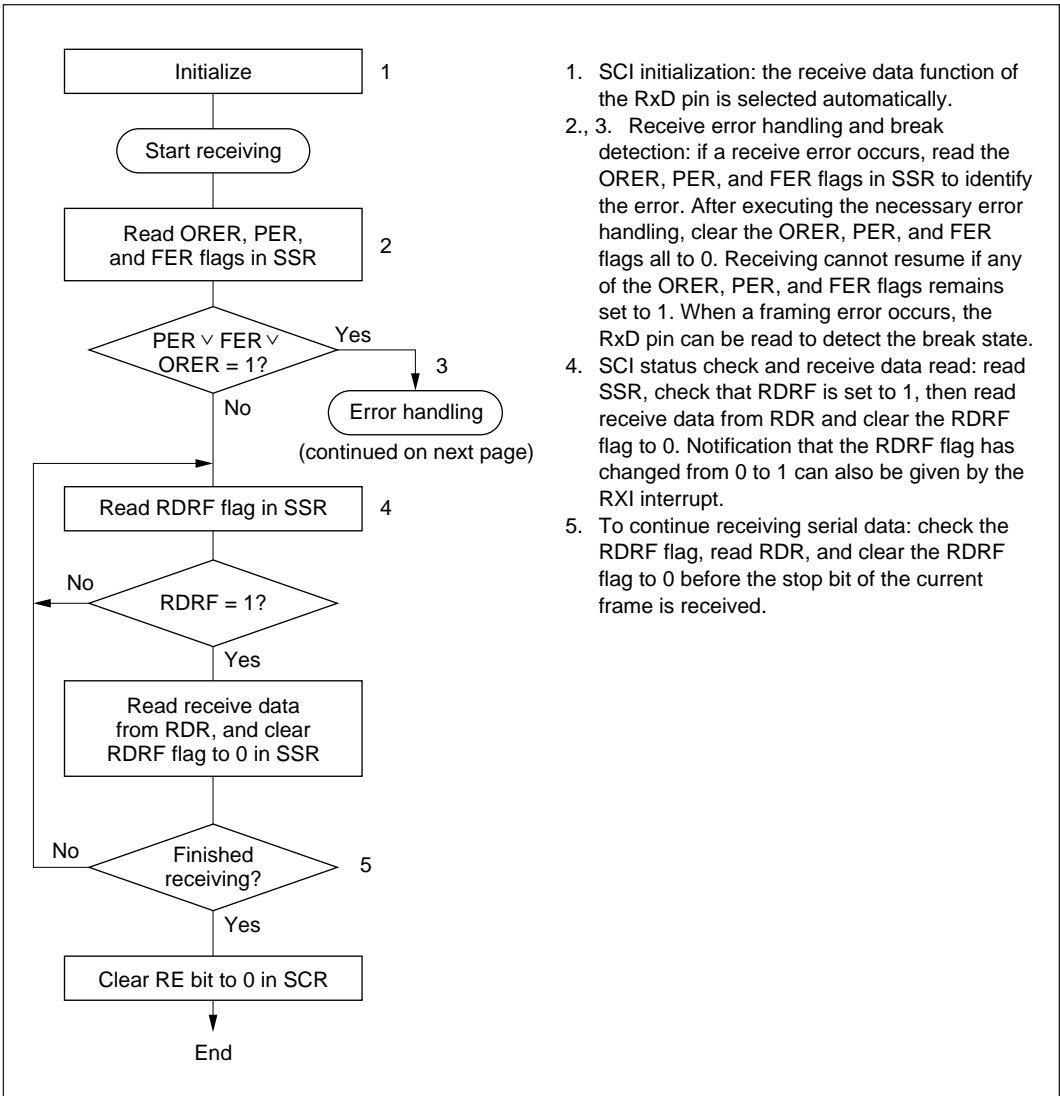 Initialize
1
Start receiving
Read ORER, PER,
and FER flags in SSR
2
PER ∨ FER ∨
ORER = 1?
Yes
3
No
Error handling
(continued on next page)
Read RDRF flag in SSR
4
No
RDRF = 1?
Yes
Read receive data
from RDR, and clear
RDRF flag to 0 in SSR
No
Finished
receiving?
5
Yes
Clear RE bit to 0 in SCR
End
1. SCI initialization: the receive data function of
the RxD pin is selected automatically.
2., 3. Receive error handling and break
detection: if a receive error occurs, read the
ORER, PER, and FER flags in SSR to identify
the error. After executing the necessary error
handling, clear the ORER, PER, and FER
flags all to 0. Receiving cannot resume if any
of the ORER, PER, and FER flags remains
set to 1. When a framing error occurs, the
RxD pin can be read to detect the break state.
4. SCI status check and receive data read: read
SSR, check that RDRF is set to 1, then read
receive data from RDR and clear the RDRF
flag to 0. Notification that the RDRF flag has
changed from 0 to 1 can also be given by the
RXI interrupt.
5. To continue receiving serial data: check the
RDRF flag, read RDR, and clear the RDRF
flag to 0 before the stop bit of the current
frame is received.